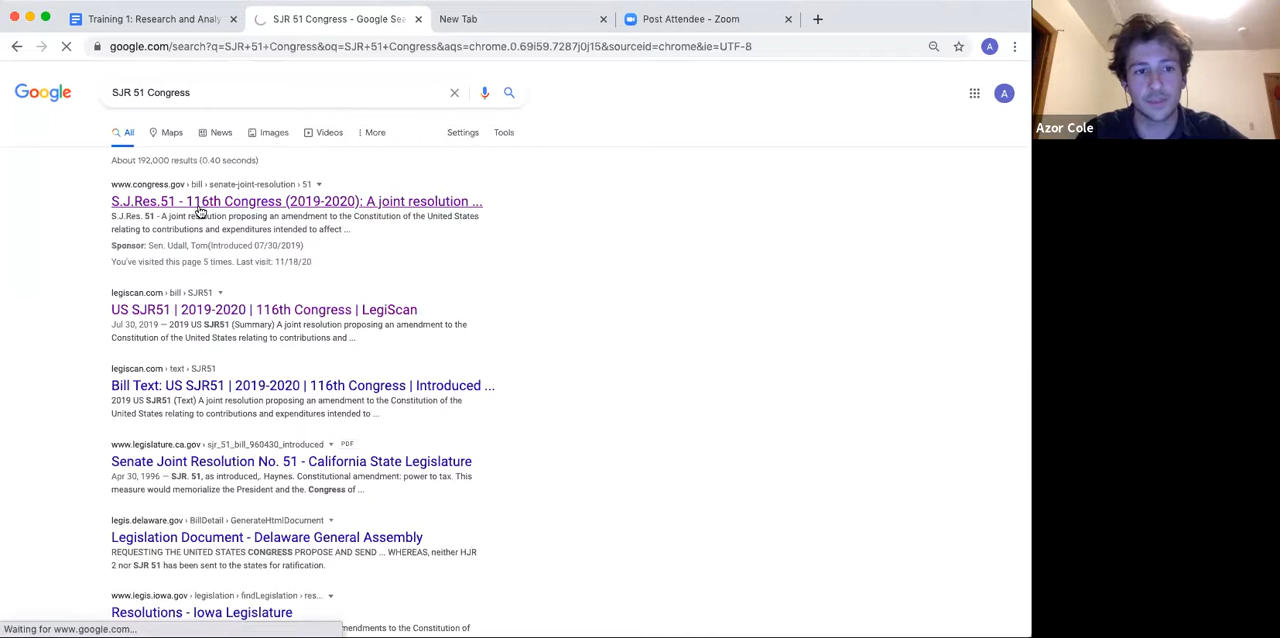 Training 1: Research and Analy
SJR 51 Congress - Google Sea
New Tab
Post Attendee - Zoom
google.com/search?q=SJR+51+Congress&oq=SJR+51+Congress&aqs=chrome.0.69i59.7287j0j15&sourceid=chrome&ie=UTF-8
A
Google
SJR 51 Congress
A
All
Maps
News
Images
Videos
More
Settings
Tools
About 192,000 results (0.40 seconds)
www.congress.gov › bill › senate-joint-resolution › 51
S.J.Res.51 - 116th Congress (2019-2020): A joint resolution ...
S.J.Res. 51 - A joint resolution proposing an amendment to the Constitution of the United States
relating to contributions and expenditures intended to affect ...
Sponsor: Sen. Udall, Tom(Introduced 07/30/2019)
You've visited this page 5 times. Last visit: 11/18/20
legiscan.com › bill › SJR51
US SJR51 | 2019-2020 | 116th Congress | LegiScan
Jul 30, 2019 — 2019 US SJR51 (Summary) A joint resolution proposing an amendment to the
Constitution of the United States relating to contributions and ...
legiscan.com › text › SJR51
Bill Text: US SJR51 | 2019-2020 | 116th Congress | Introduced ...
2019 US SJR51 (Text) A joint resolution proposing an amendment to the Constitution of the
United States relating to contributions and expenditures intended to ...
www.legislature.ca.gov › sjr_51_bill_960430_introduced
PDF
Senate Joint Resolution No. 51 - California State Legislature
Apr 30, 1996 — SJR. 51, as introduced,. Haynes. Constitutional amendment: power to tax. This
measure would memorialize the President and the. Congress of ...
legis.delaware.gov › BillDetail › GenerateHtmlDocument
Legislation Document - Delaware General Assembly
REQUESTING THE UNITED STATES CONGRESS PROPOSE AND SEND ... WHEREAS, neither HJR
2 nor SJR 51 has been sent to the states for ratification.
www.legis.iowa.gov › legislation › findLegislation › res...
Resolutions - Iowa Legislature
mendments to the Constitution of
Waiting for www.google.com...
Azor Cole